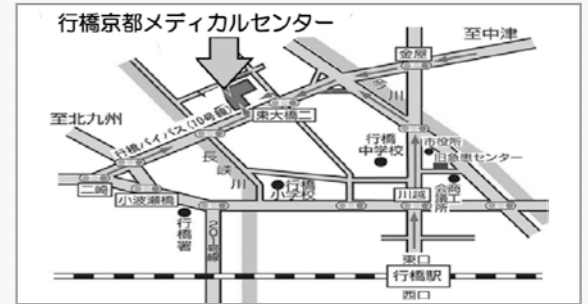 行橋京都メディカルセンター
至中津
金屋
今川
至北九州
行橋バイパス(10号線)
東大橋二
長峡川
行橋
中学校
市役所
旧急患センター
二崎
小波瀬橋
行橋
小学校
川越
会商
議工
所
行橋
署
201号線
東口
行橋駅
西口